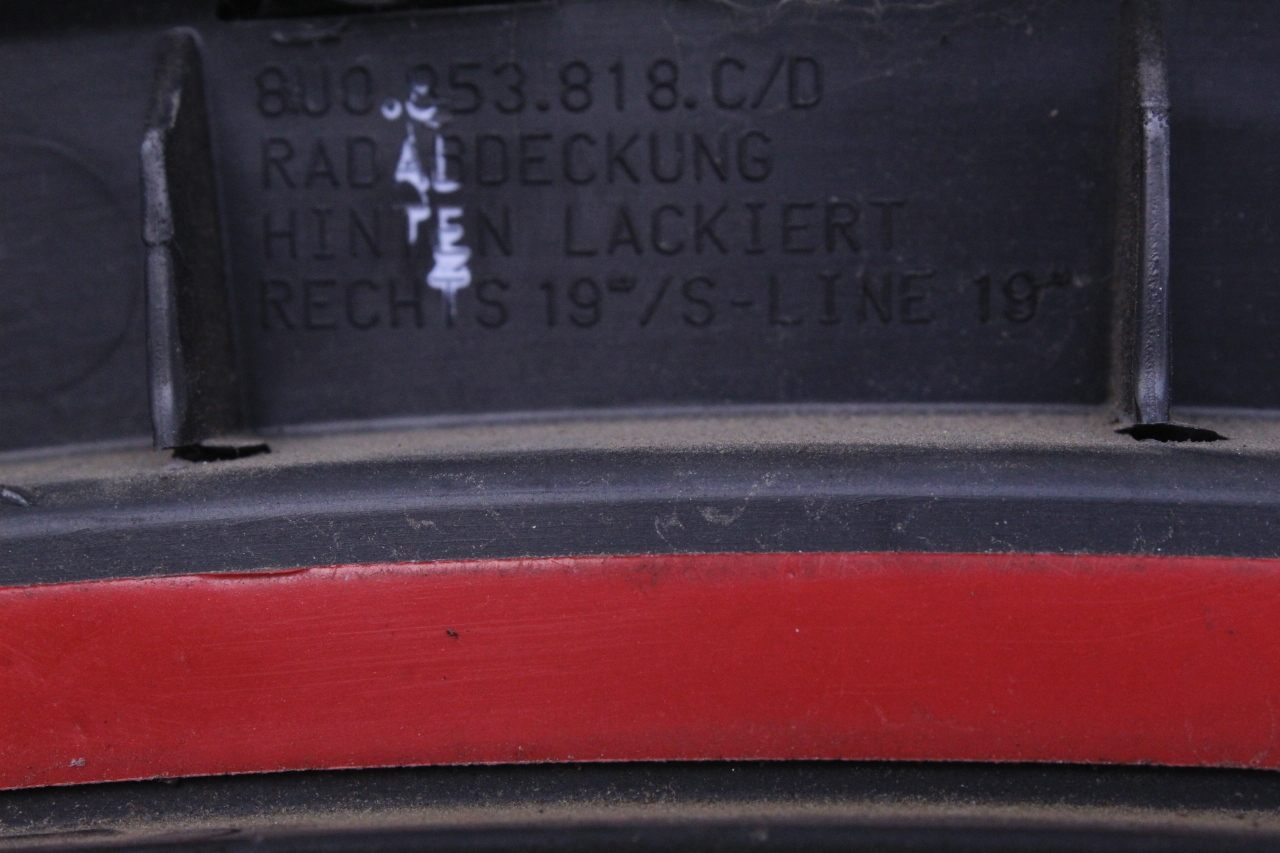 8U0.853.818.C/D
RADABDECKUNG
HINTEN LACKIERT
RECHTS 19"/S-LINE 19"